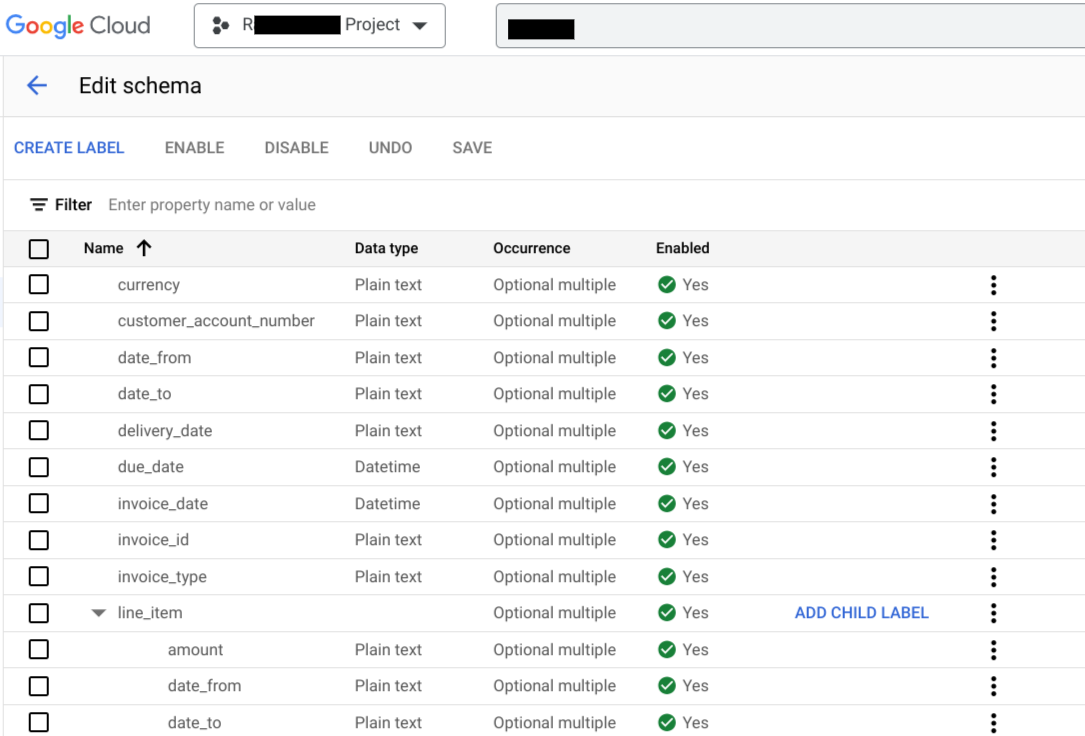 Google Cloud R Project
Edit schema
CREATE LABEL ENABLE DISABLE UNDO SAVE
Filter Enter property name or value
Name Data type Occurrence Enabled
currency Plain text Optional multiple Yes
customer_account_number Plain text Optional multiple Yes
date_from Plain text Optional multiple Yes
date_to Plain text Optional multiple Yes
delivery_date Plain text Optional multiple Yes
due_date Datetime Optional multiple Yes
invoice_date Datetime Optional multiple Yes
invoice_id Plain text Optional multiple Yes
invoice_type Plain text Optional multiple Yes
line_item Optional multiple Yes ADD CHILD LABEL
amount Plain text Optional multiple Yes
date_from Plain text Optional multiple Yes
date_to Plain text Optional multiple Yes